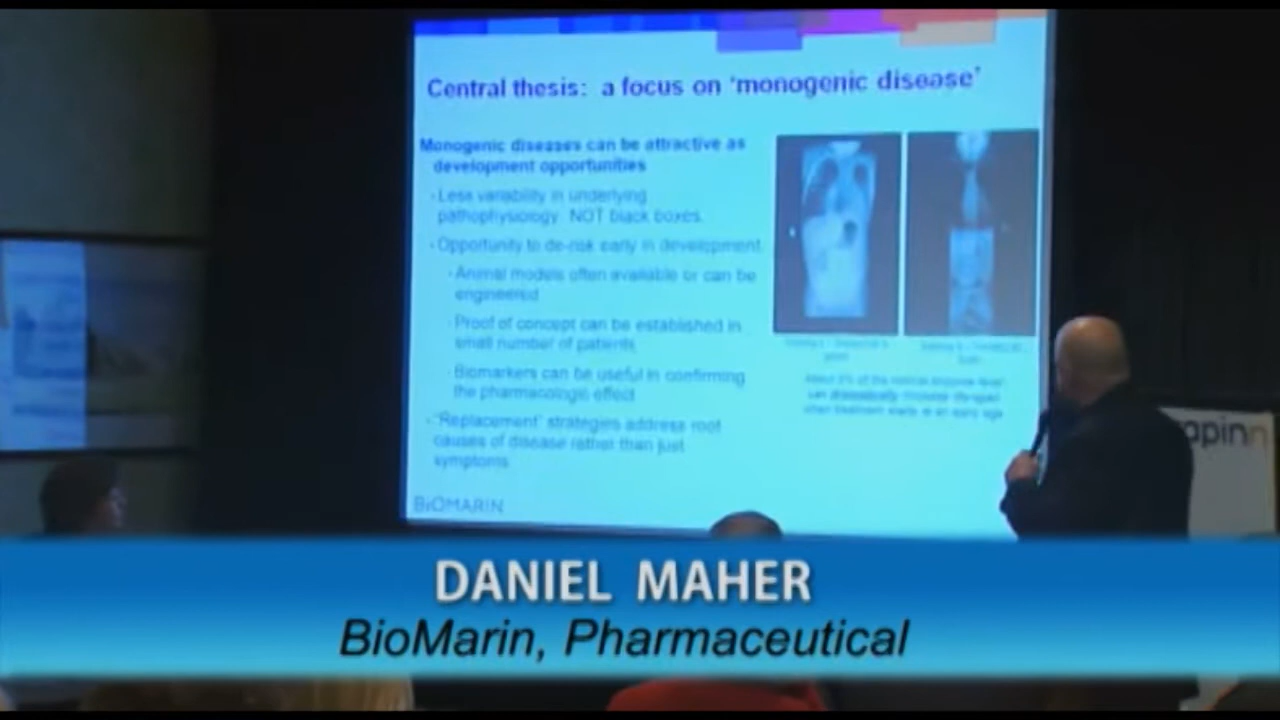 Central thesis: a focus on 'monogenic disease'
Monogenic diseases can be attractive as
development opportunities
-Less variability in underlying
pathophysiology. NOT black boxes.
-Opportunity to de-risk early in development
-Animal models often available or can be
engineered
-Proof of concept can be established in
small number of patients
-Biomarkers can be useful in confirming
the pharmacologic effect
-'Replacement' strategies address root
causes of disease rather than just
symptoms
BIOMARIN
apinn
DANIEL MAHER
BioMarin, Pharmaceutical